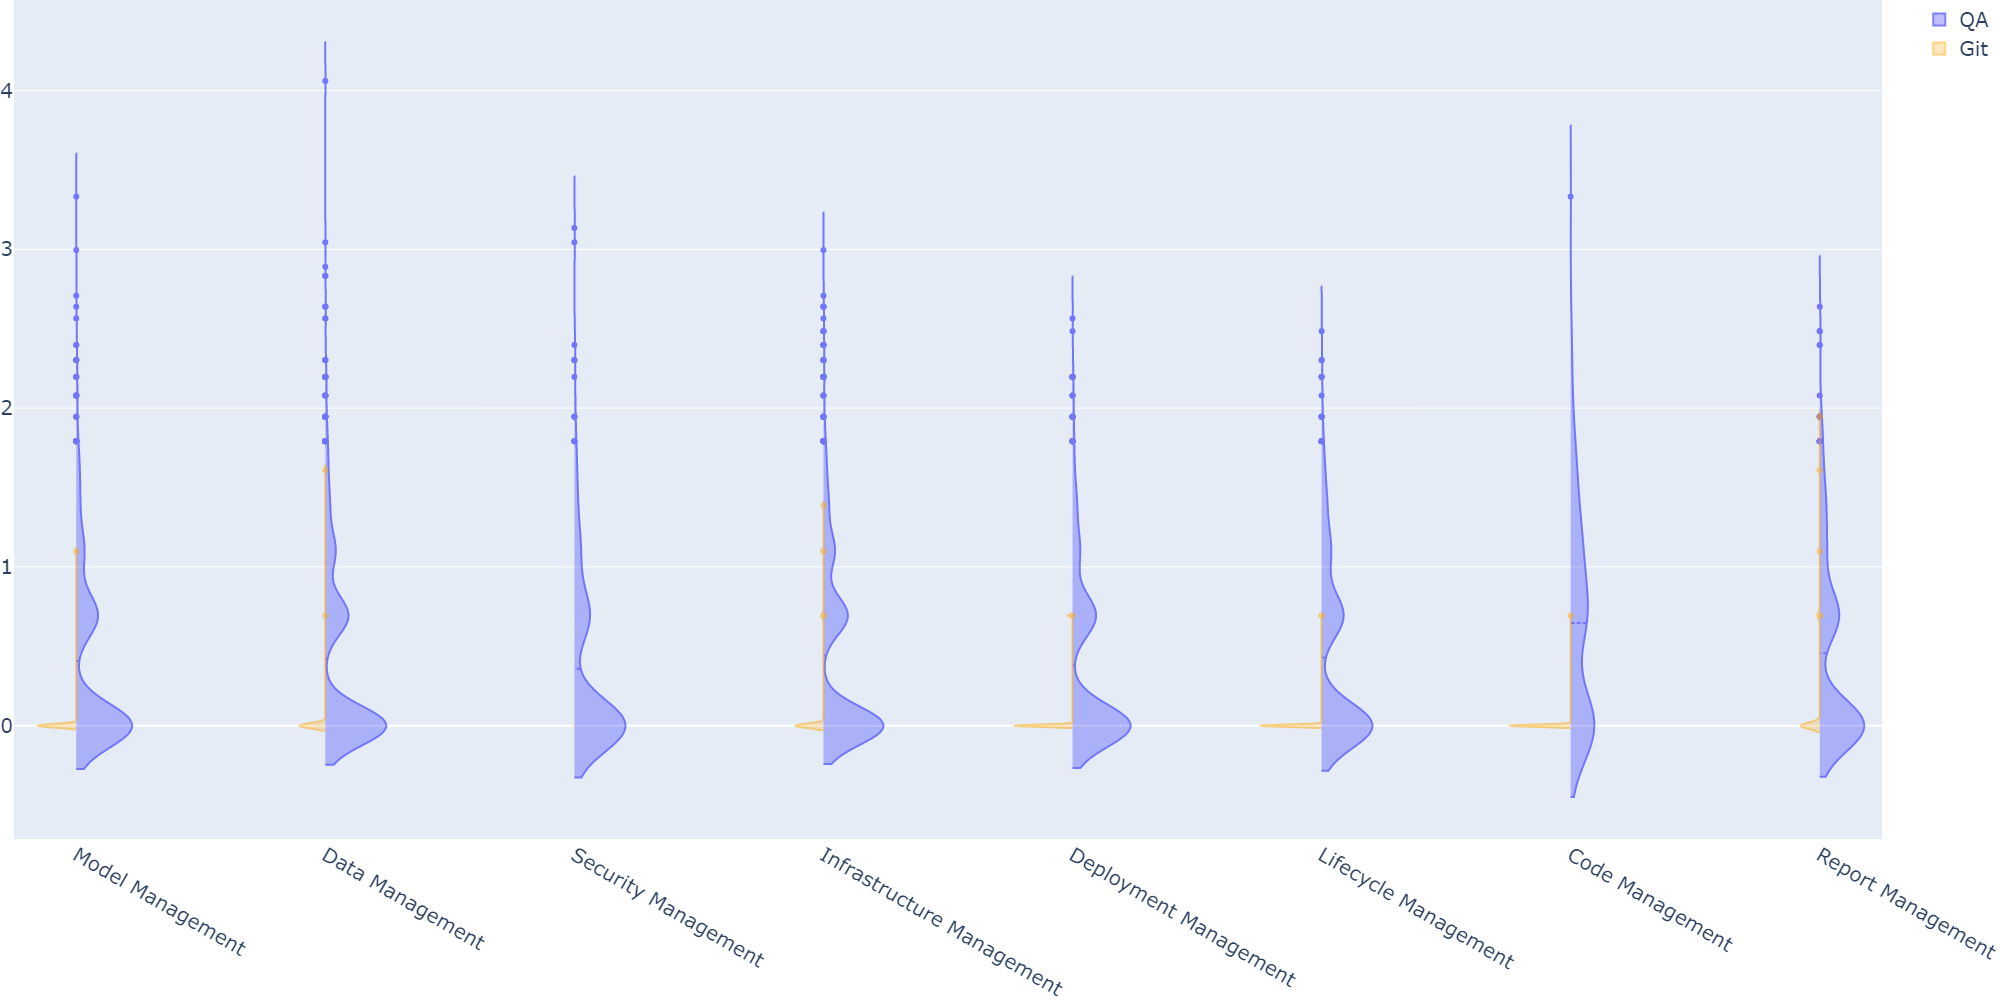 QA
Git
4
3
2
1
0
Model Management
Data Management
Security Management
Infrastructure Management
Deployment Management
Lifecycle Management
Code Management
Report Management